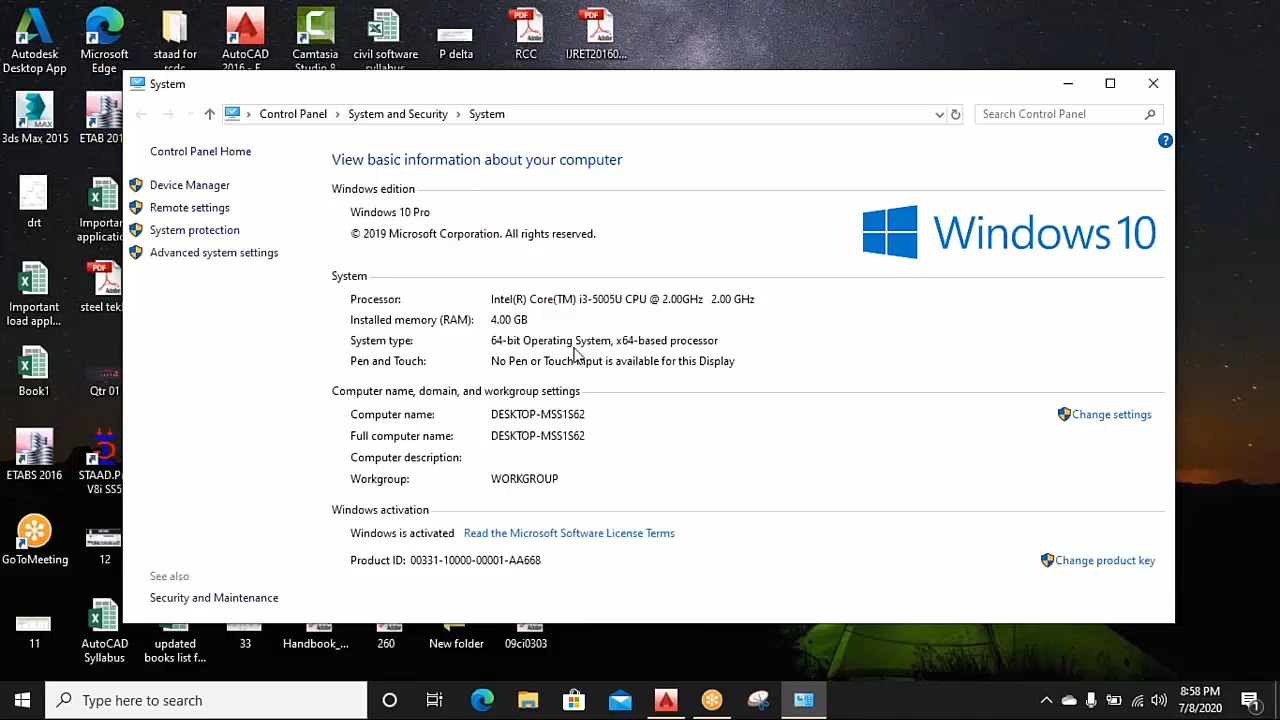 Autodesk Desktop App
Microsoft Edge
staad for rcdc
AutoCAD 2016 - E
Camtasia Studio 8
civil software syllabus
P delta
RCC
IJRET20160...
System
Control Panel
System and Security
System
Search Control Panel
3ds Max 2015
ETAB 201
drt
Important applicatio
Important load appl...
steel tek
Book1
Qtr 01
ETABS 2016
STAAD.P V8i SS5
GoToMeeting
12
Control Panel Home
Device Manager
Remote settings
System protection
Advanced system settings
See also
Security and Maintenance
View basic information about your computer
Windows edition
Windows 10 Pro
© 2019 Microsoft Corporation. All rights reserved.
Windows 10
System
Processor: Intel(R) Core(TM) i3-5005U CPU @ 2.00GHz 2.00 GHz
Installed memory (RAM): 4.00 GB
System type: 64-bit Operating System, x64-based processor
Pen and Touch: No Pen or Touch Input is available for this Display
Computer name, domain, and workgroup settings
Computer name: DESKTOP-MSS1S62
Change settings
Full computer name: DESKTOP-MSS1S62
Computer description:
Workgroup: WORKGROUP
Windows activation
Windows is activated Read the Microsoft Software License Terms
Product ID: 00331-10000-00001-AA668
Change product key
11
AutoCAD Syllabus
updated books list f...
33
Handbook_...
260
New folder
09ci0303
Type here to search
8:58 PM
7/8/2020